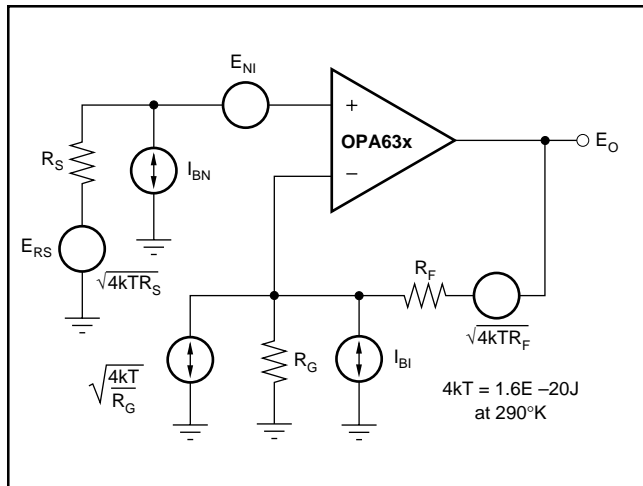 E_NI
+
OPA63x
−
E_O
R_S
I_BN
E_RS
√4kTR_S
R_F
√4kTR_F
√4kT/R_G
R_G
I_BI
4kT = 1.6E –20J
at 290°K